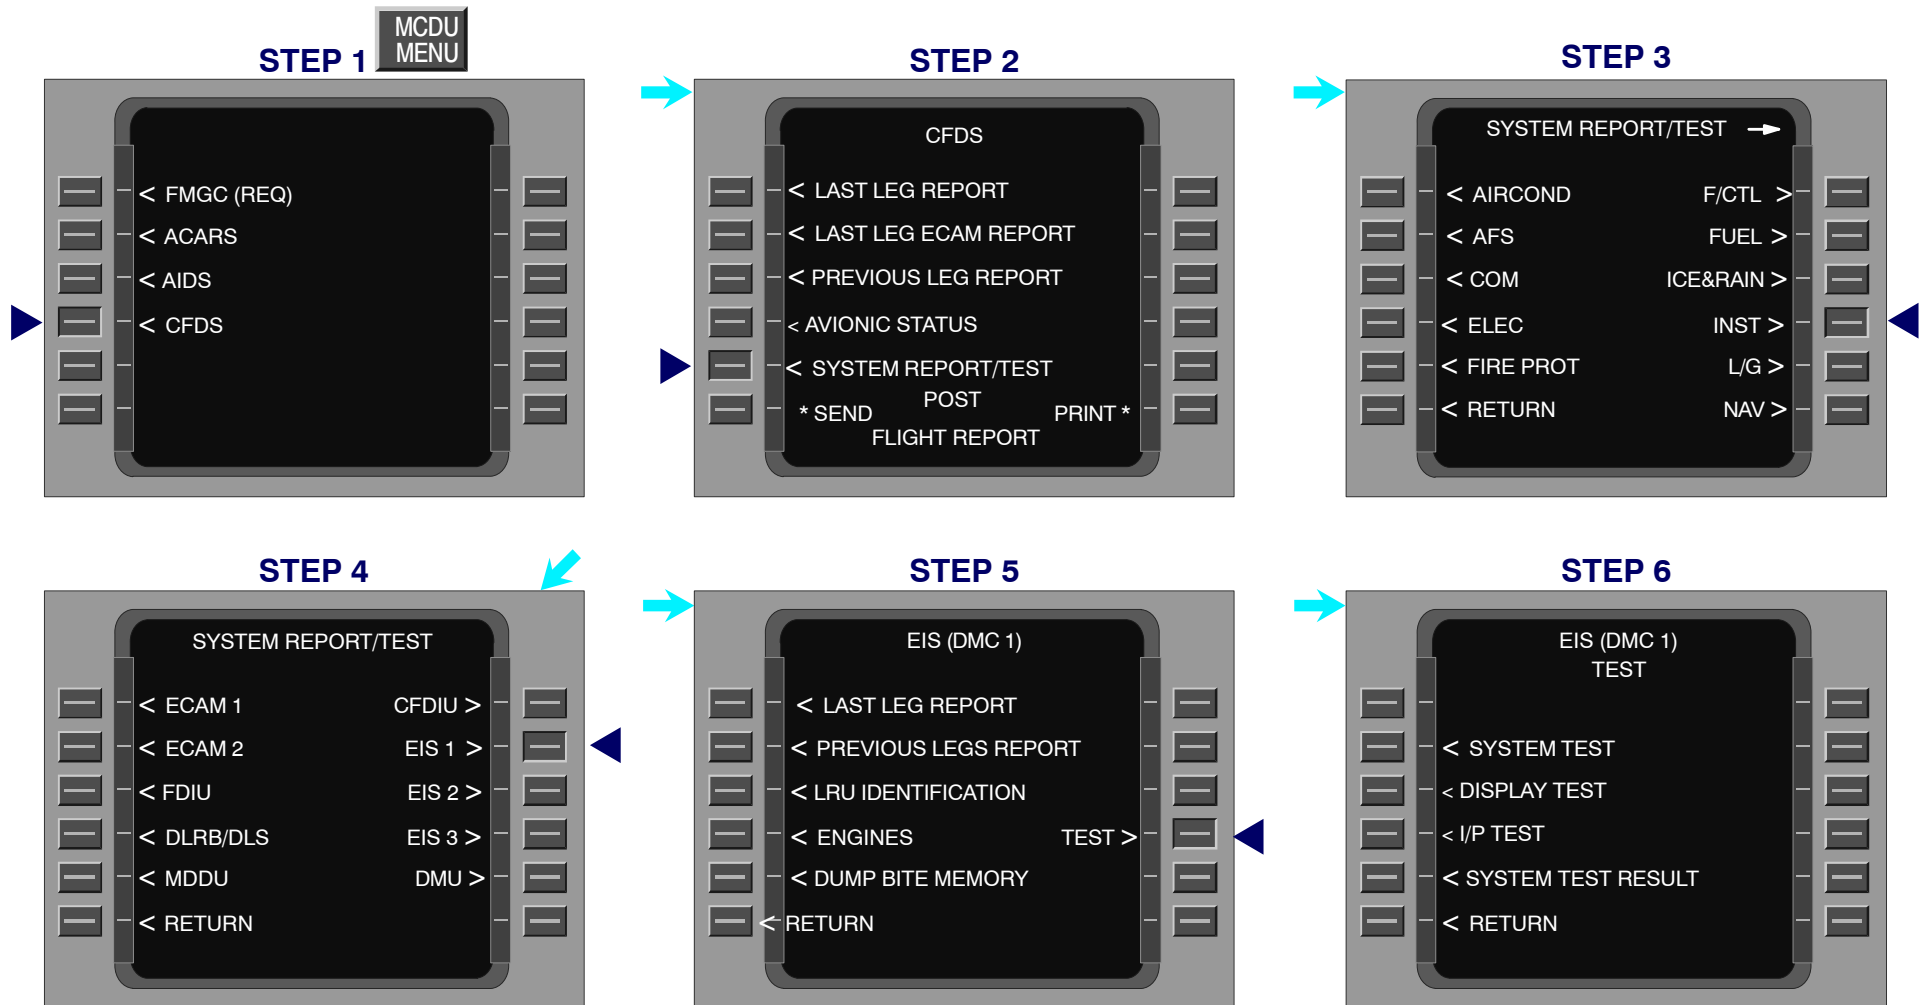 STEP 1
MCDU
MENU
< FMGC (REQ)
< ACARS
< AIDS
< CFDS
STEP 2
CFDS
< LAST LEG REPORT
< LAST LEG ECAM REPORT
< PREVIOUS LEG REPORT
< AVIONIC STATUS
< SYSTEM REPORT/TEST
POST
* SEND PRINT *
FLIGHT REPORT
STEP 3
SYSTEM REPORT/TEST →
< AIRCOND F/CTL >
< AFS FUEL >
< COM ICE&RAIN >
< ELEC INST >
< FIRE PROT L/G >
< RETURN NAV >
STEP 4
SYSTEM REPORT/TEST
< ECAM 1 CFDIU >
< ECAM 2 EIS 1 >
< FDIU EIS 2 >
< DLRB/DLS EIS 3 >
< MDDU DMU >
< RETURN
STEP 5
EIS (DMC 1)
< LAST LEG REPORT
< PREVIOUS LEGS REPORT
< LRU IDENTIFICATION
< ENGINES TEST >
< DUMP BITE MEMORY
< RETURN
STEP 6
EIS (DMC 1)
TEST
< SYSTEM TEST
< DISPLAY TEST
< I/P TEST
< SYSTEM TEST RESULT
< RETURN